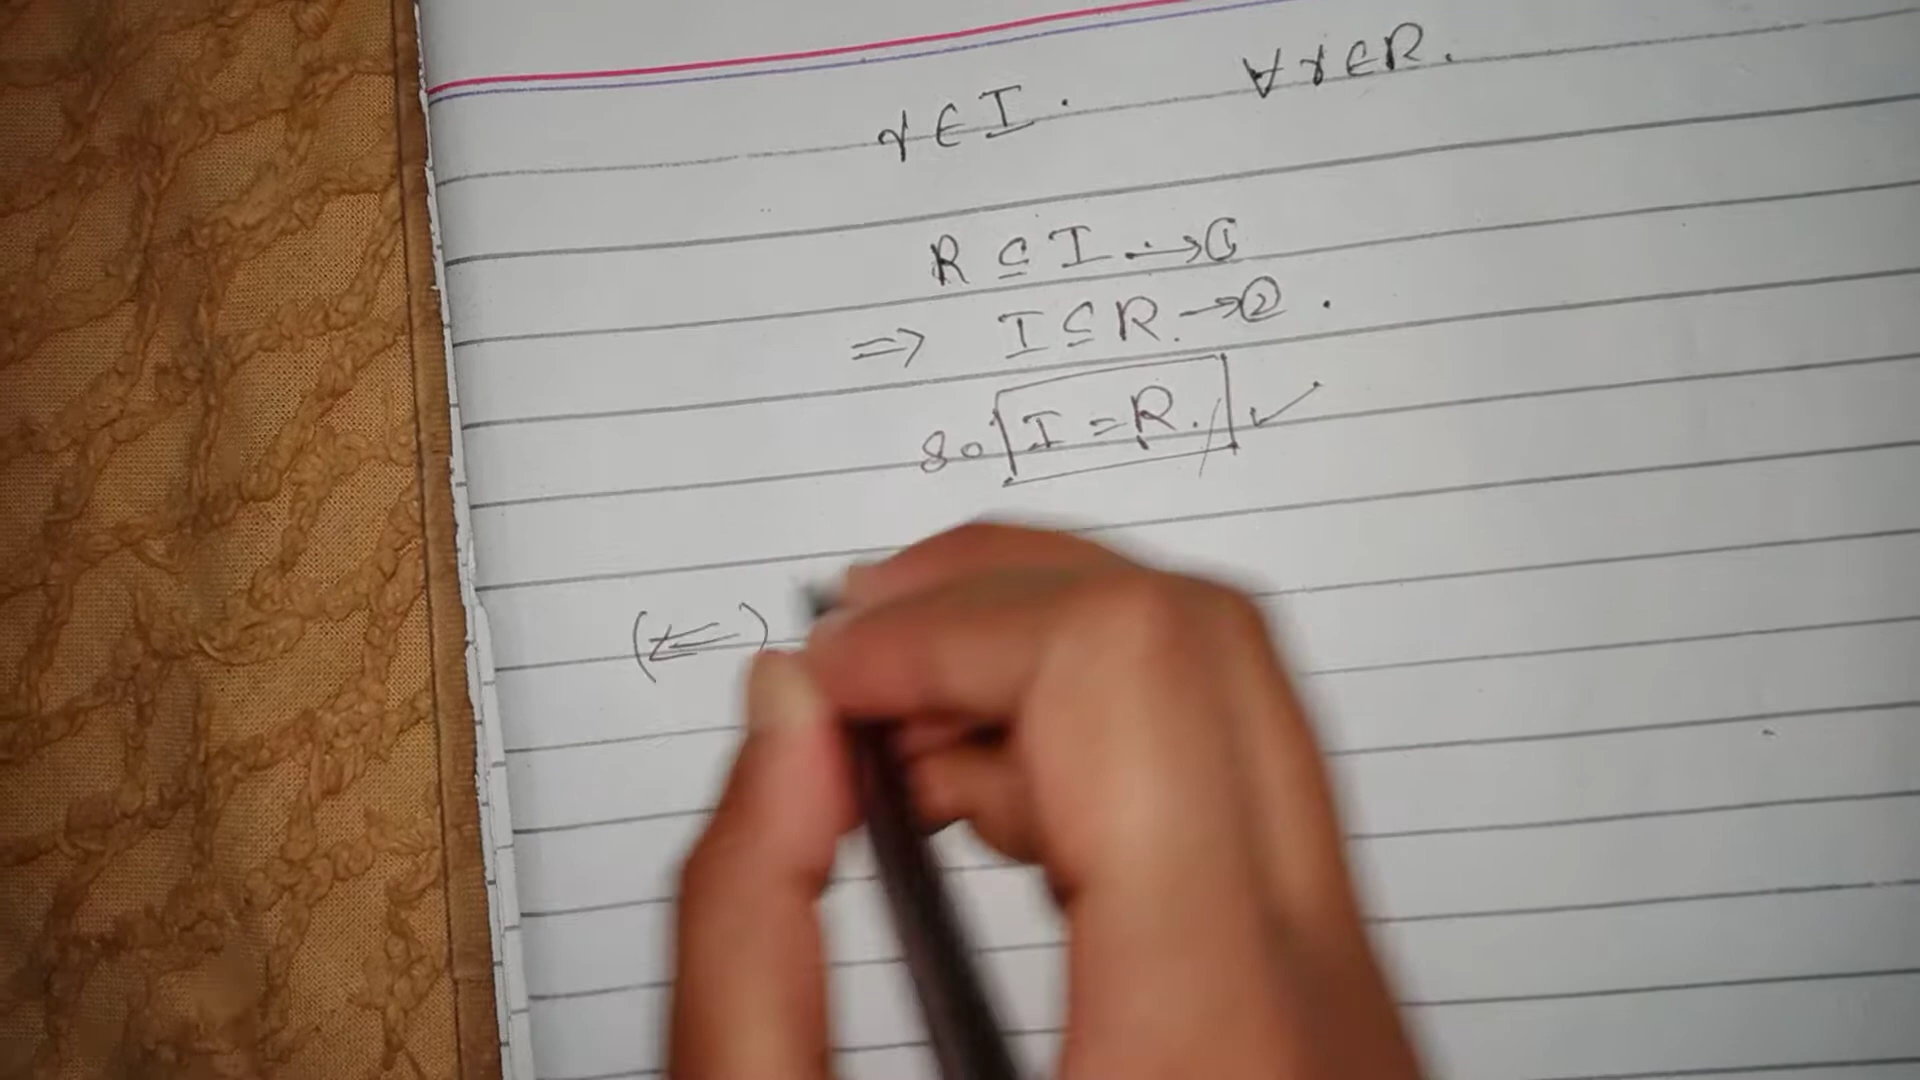 r ∈ I. ∀ r ∈ R.
R ⊆ I. → ①
⇒ I ⊆ R. → ② .
So I = R. ✓
(⇐)